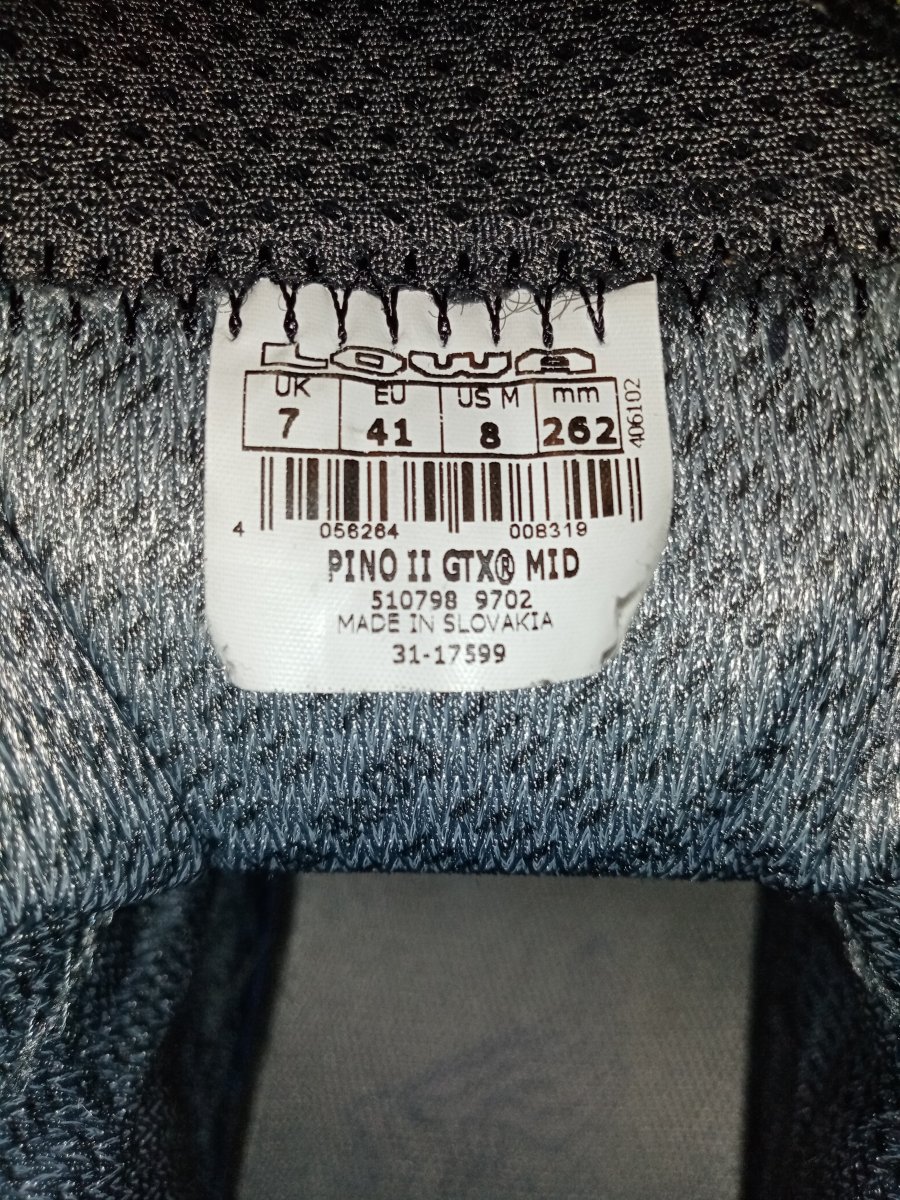 LOWA
UK EU US M mm
7 41 8 262
406102
4 056264 008319
PINO II GTX® MID
510798 9702
MADE IN SLOVAKIA
31-17599